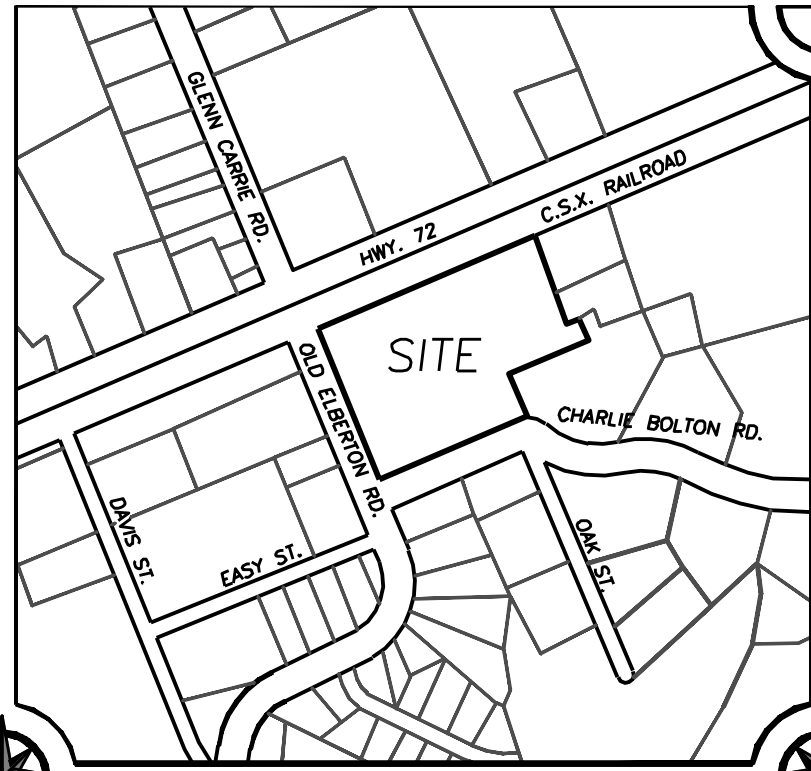 GLENN CARRIE RD.
C.S.X. RAILROAD
HWY. 72
SITE
OLD ELBERTON RD.
CHARLIE BOLTON RD.
DAVIS ST.
EASY ST.
OAK ST.